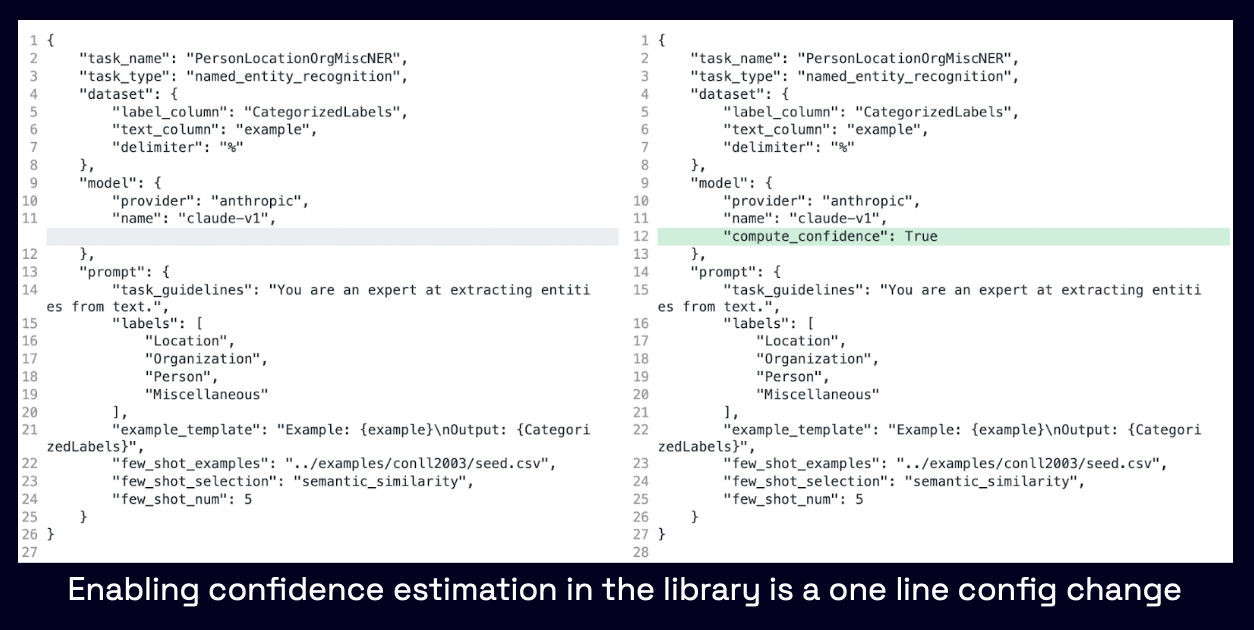 1 {
2     "task_name": "PersonLocationOrgMiscNER",
3     "task_type": "named_entity_recognition",
4     "dataset": {
5         "label_column": "CategorizedLabels",
6         "text_column": "example",
7         "delimiter": "%"
8     },
9     "model": {
10         "provider": "anthropic",
11         "name": "claude-v1",
12     },
13     "prompt": {
14         "task_guidelines": "You are an expert at extracting entiti
es from text.",
15         "labels": [
16             "Location",
17             "Organization",
18             "Person",
19             "Miscellaneous"
20         ],
21         "example_template": "Example: {example}\nOutput: {Categori
zedLabels}",
22         "few_shot_examples": "../examples/conll2003/seed.csv",
23         "few_shot_selection": "semantic_similarity",
24         "few_shot_num": 5
25     }
26 }
27
1 {
2     "task_name": "PersonLocationOrgMiscNER",
3     "task_type": "named_entity_recognition",
4     "dataset": {
5         "label_column": "CategorizedLabels",
6         "text_column": "example",
7         "delimiter": "%"
8     },
9     "model": {
10         "provider": "anthropic",
11         "name": "claude-v1",
12         "compute_confidence": True
13     },
14     "prompt": {
15         "task_guidelines": "You are an expert at extracting entiti
es from text.",
16         "labels": [
17             "Location",
18             "Organization",
19             "Person",
20             "Miscellaneous"
21         ],
22         "example_template": "Example: {example}\nOutput: {Categori
zedLabels}",
23         "few_shot_examples": "../examples/conll2003/seed.csv",
24         "few_shot_selection": "semantic_similarity",
25         "few_shot_num": 5
26     }
27 }
28
Enabling confidence estimation in the library is a one line config change